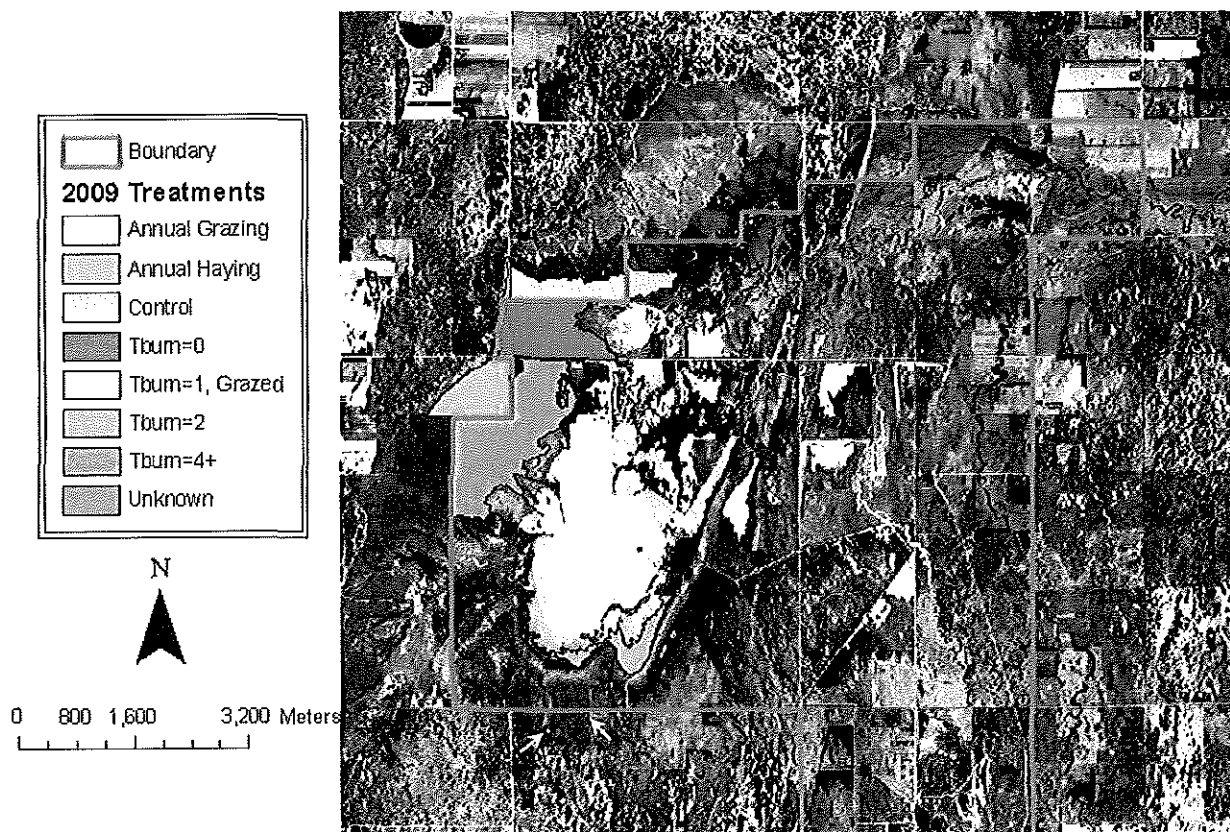 Boundary
2009 Treatments
Annual Grazing
Annual Haying
Control
Tburn=0
Tburn=1, Grazed
Tburn=2
Tburn=4+
Unknown
N
0 800 1,600 3,200 Meters